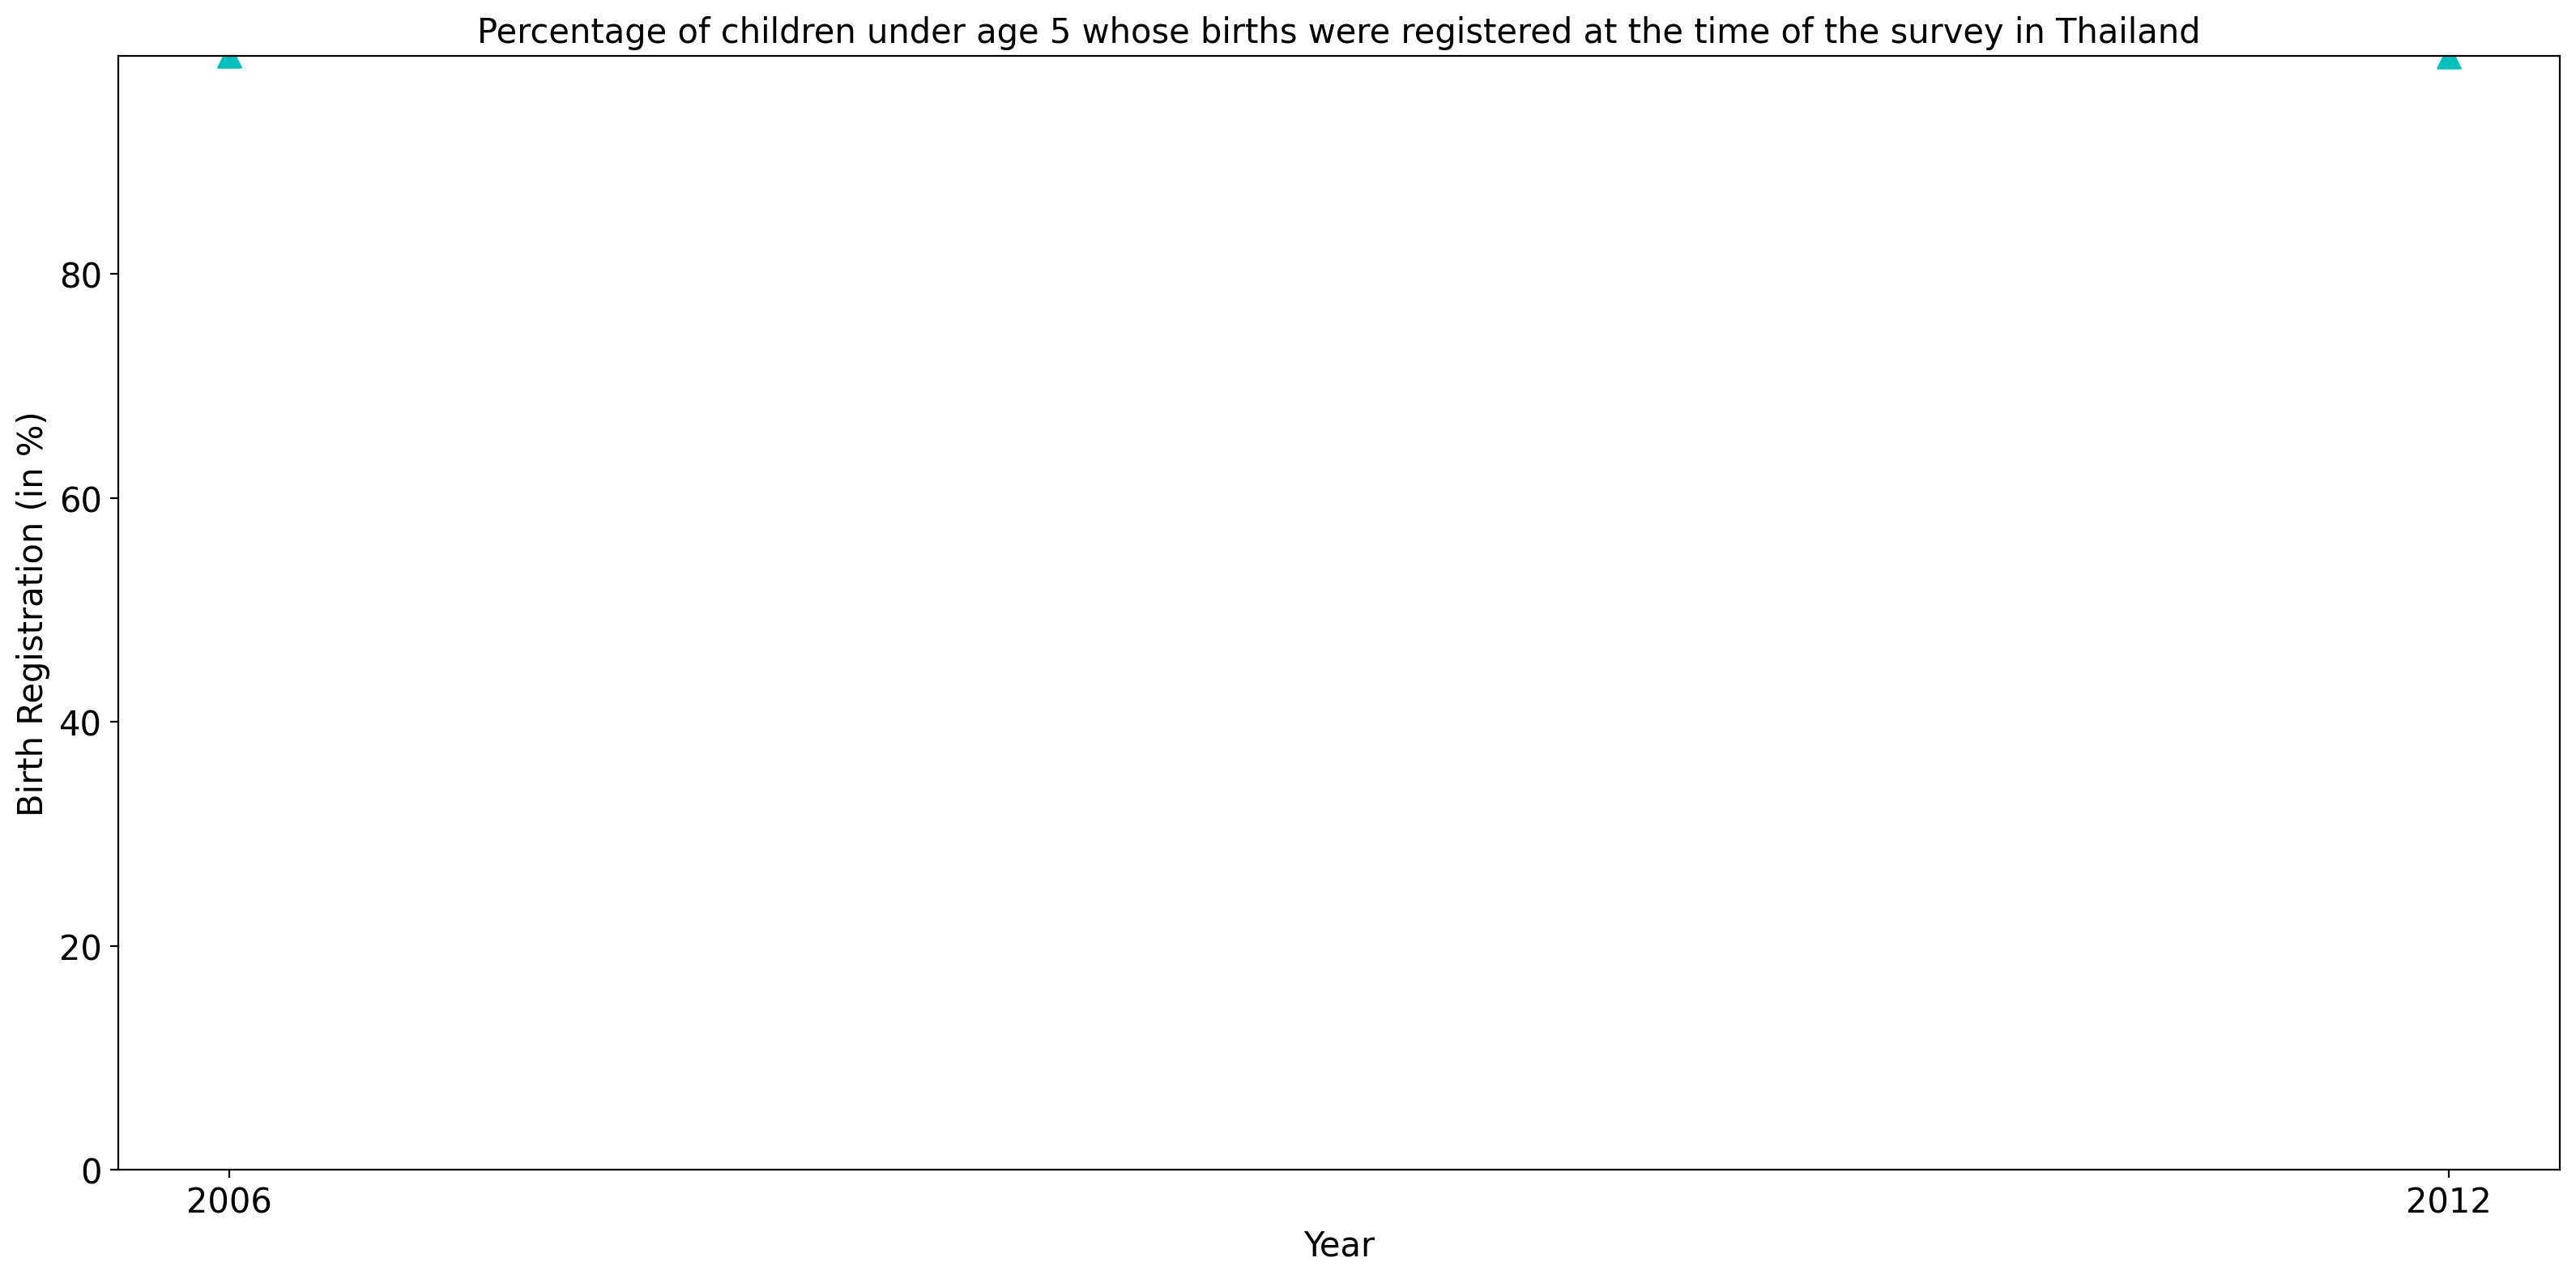 Percentage of children under age 5 whose births were registered at the time of the survey in Thailand
Birth Registration (in %)
80
60
40
20
0
2006
2012
Year